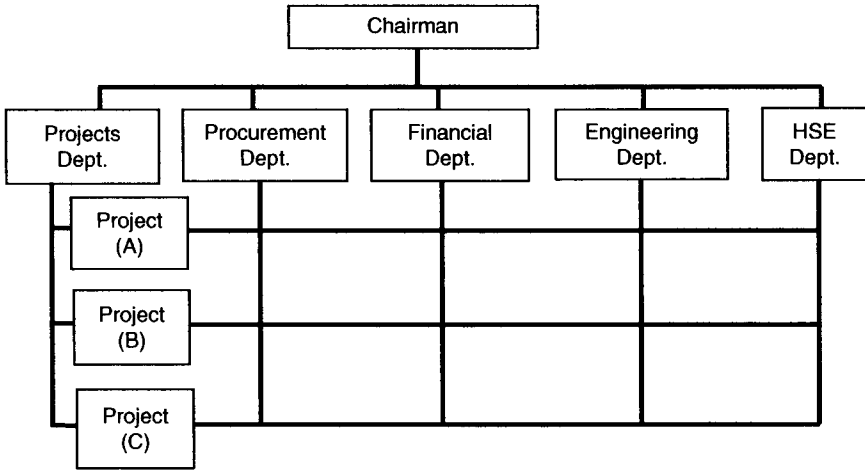 Chairman
Projects
Dept.
Procurement
Dept.
Financial
Dept.
Engineering
Dept.
HSE
Dept.
Project
(A)
Project
(B)
Project
(C)